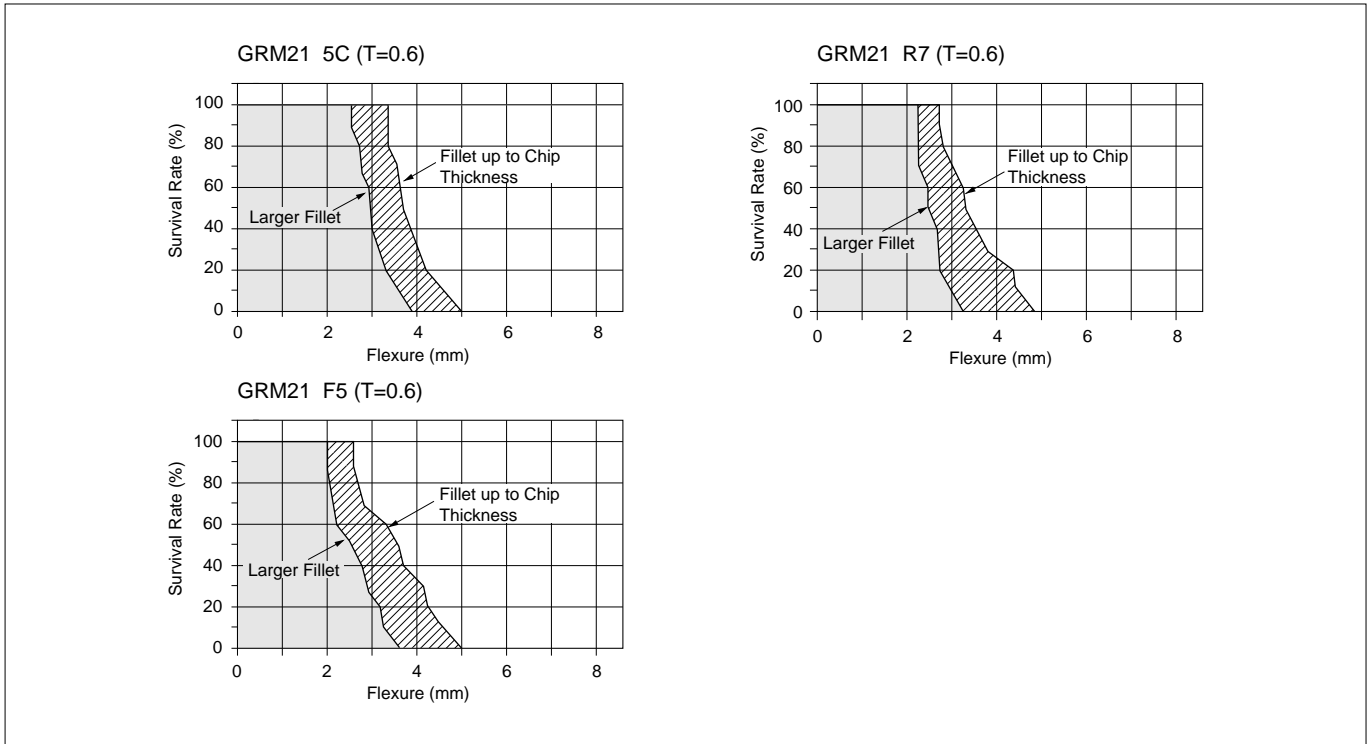 GRM21 5C (T=0.6)
Survival Rate (%)
100
80
60
40
20
0
Fillet up to Chip
Thickness
Larger Fillet
0 2 4 6 8
Flexure (mm)
GRM21 R7 (T=0.6)
Survival Rate (%)
100
80
60
40
20
0
Fillet up to Chip
Thickness
Larger Fillet
0 2 4 6 8
Flexure (mm)
GRM21 F5 (T=0.6)
Survival Rate (%)
100
80
60
40
20
0
Fillet up to Chip
Thickness
Larger Fillet
0 2 4 6 8
Flexure (mm)